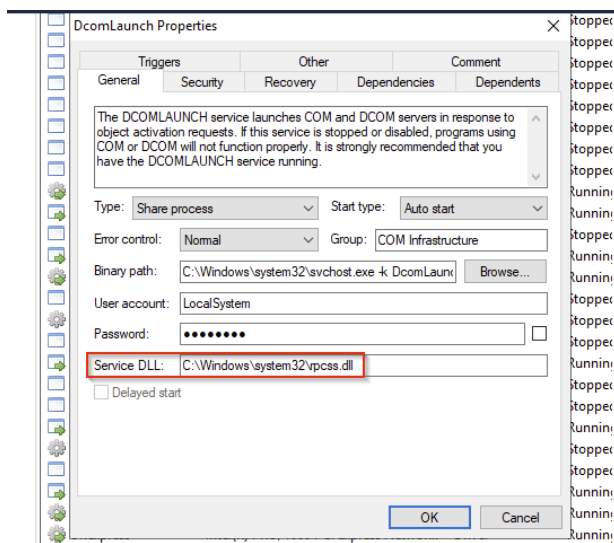 DcomLaunch Properties
Triggers Other Comment
General Security Recovery Dependencies Dependents
The DCOMLAUNCH service launches COM and DCOM servers in response to
object activation requests. If this service is stopped or disabled, programs using
COM or DCOM will not function properly. It is strongly recommended that you
have the DCOMLAUNCH service running.
Type: Share process Start type: Auto start
Error control: Normal Group: COM Infrastructure
Binary path: C:\Windows\system32\svchost.exe -k DcomLaunc Browse...
User account: LocalSystem
Password: ●●●●●●●●
Service DLL: C:\Windows\system32\rpcss.dll
Delayed start
OK Cancel